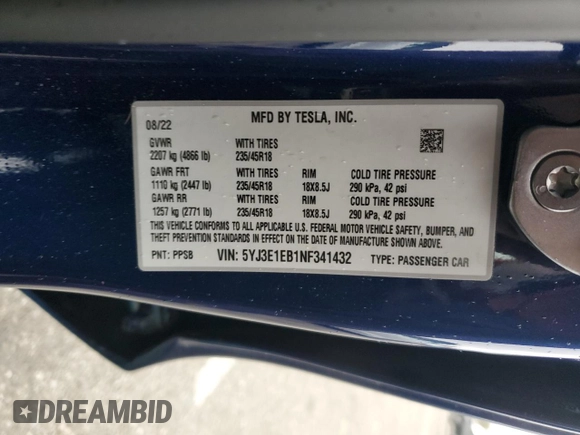 MFD BY TESLA, INC.
08/22
GVWR WITH TIRES
2207 kg (4866 lb) 235/45R18
GAWR FRT WITH TIRES RIM COLD TIRE PRESSURE
1110 kg (2447 lb) 235/45R18 18X8.5J 290 kPa, 42 psi
GAWR RR WITH TIRES RIM COLD TIRE PRESSURE
1257 kg (2771 lb) 235/45R18 18X8.5J 290 kPa, 42 psi
THIS VEHICLE CONFORMS TO ALL APPLICABLE U.S. FEDERAL MOTOR VEHICLE SAFETY, BUMPER, AND
THEFT PREVENTION STANDARDS IN EFFECT ON THE DATE OF MANUFACTURE SHOWN ABOVE.
PNT: PPSB VIN: 5YJ3E1EB1NF341432 TYPE: PASSENGER CAR
DREAMBID